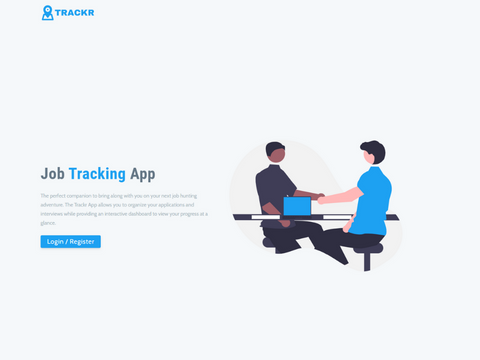 TRACKR
Job Tracking App
The perfect companion to bring along with you on your next job hunting
adventure. The Trackr App allows you to organise your applications and
interviews while providing an interactive dashboard to view your progress at a
glance.
Login / Register